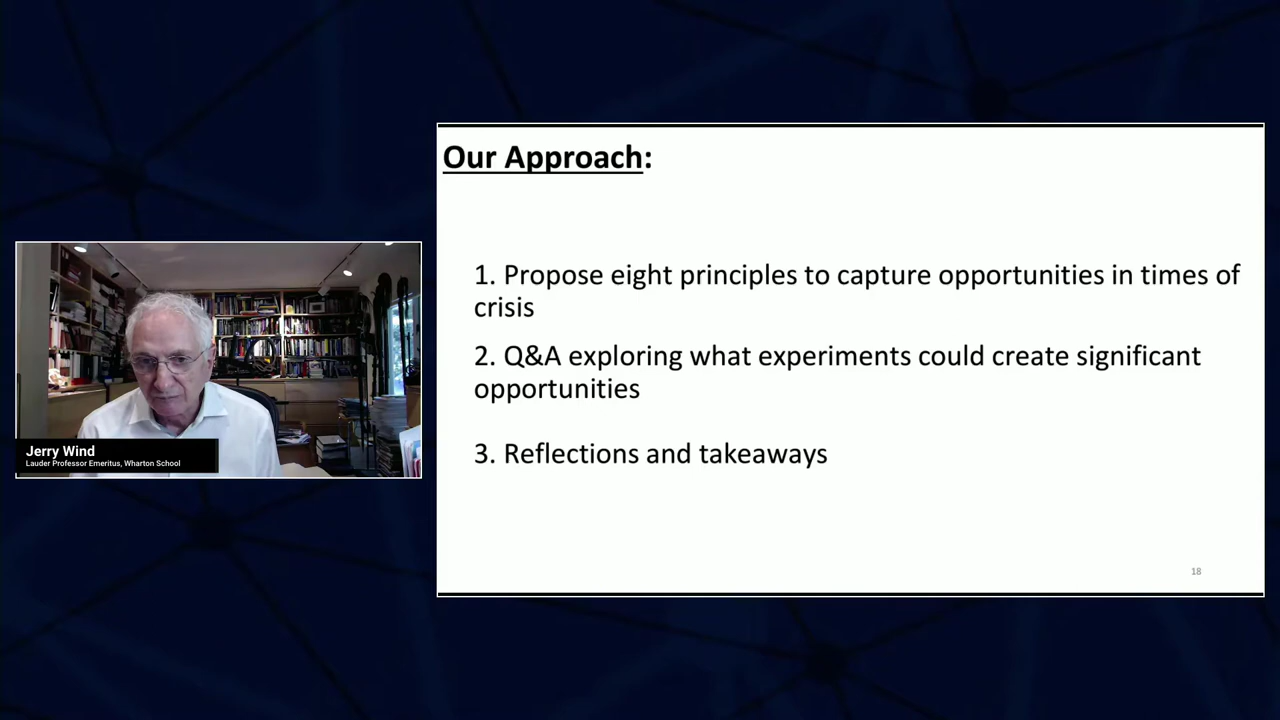 Our Approach:
1. Propose eight principles to capture opportunities in times of
crisis
2. Q&A exploring what experiments could create significant
opportunities
3. Reflections and takeaways
18
Jerry Wind
Lauder Professor Emeritus, Wharton School